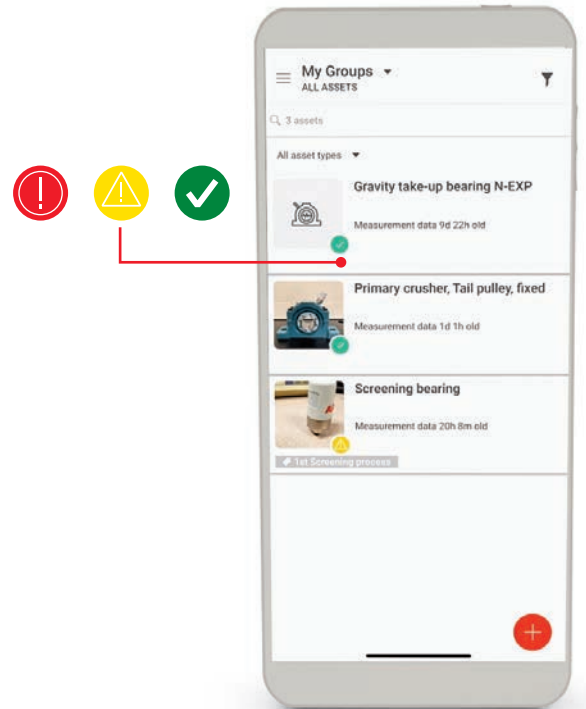 My Groups
ALL ASSETS
3 assets
All asset types
Gravity take-up bearing N-EXP
Measurement data 9d 22h old
Primary crusher, Tail pulley, fixed
Measurement data 1d 1h old
Screening bearing
Measurement data 20h 8m old
1st Screening process